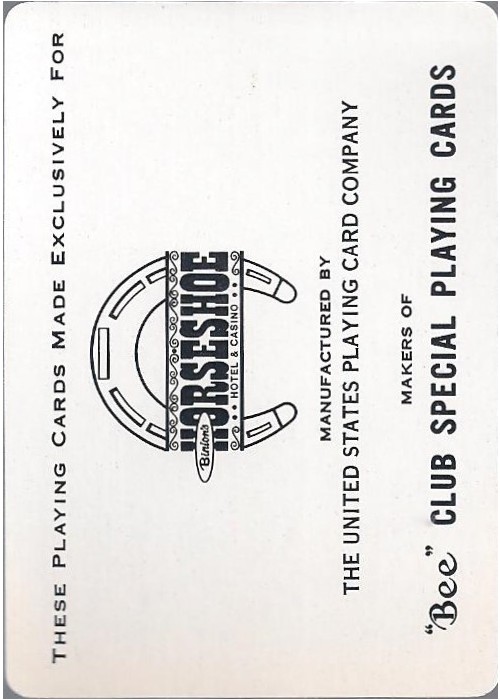 THESE PLAYING CARDS MADE EXCLUSIVELY FOR
Binion's
HORSESHOE
HOTEL & CASINO
MANUFACTURED BY
THE UNITED STATES PLAYING CARD COMPANY
MAKERS OF
"Bee" CLUB SPECIAL PLAYING CARDS